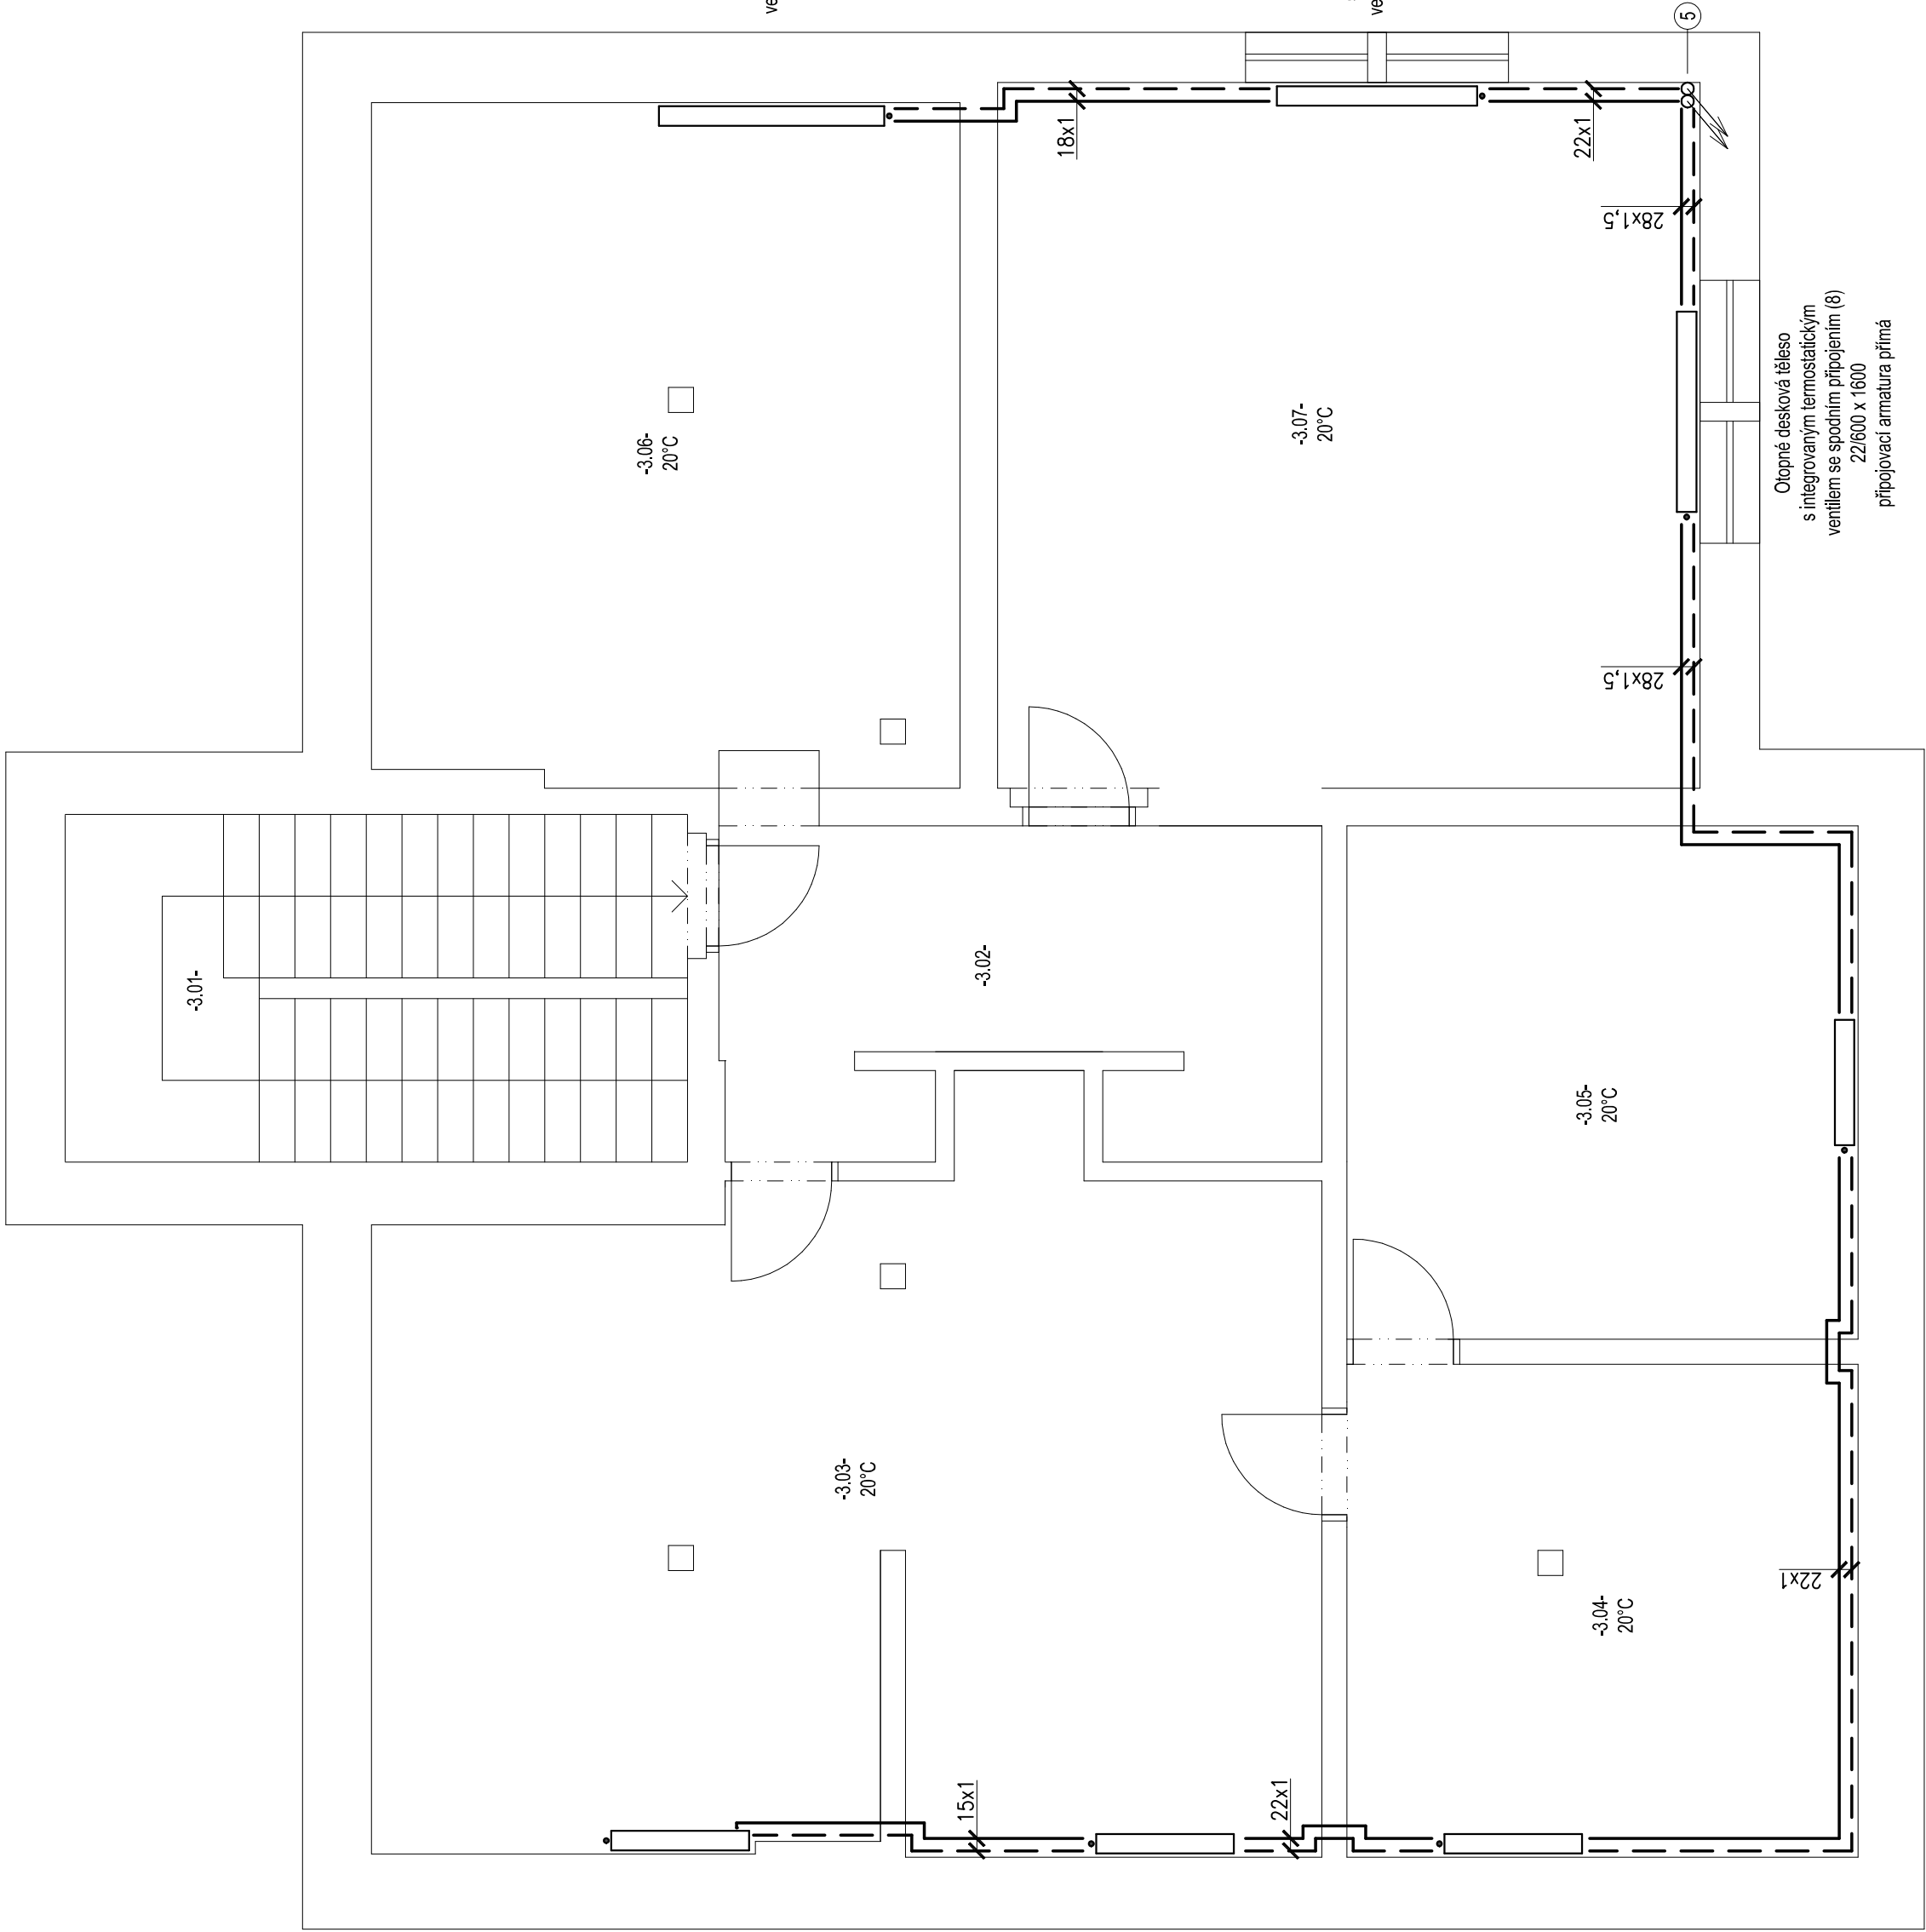 ve
ve
5
18x1
22x1
28x1,5
-3.06-
20°C
-3.07-
20°C
Otopné desková těleso
s integrovaným termostatickým
ventilem se spodním připojením (8)
22/600 x 1600
připojovací armatura přímá
28x1,5
-3.01-
-3.02-
-3.05-
20°C
-3.03-
20°C
22x1
-3.04-
20°C
15x1
22x1